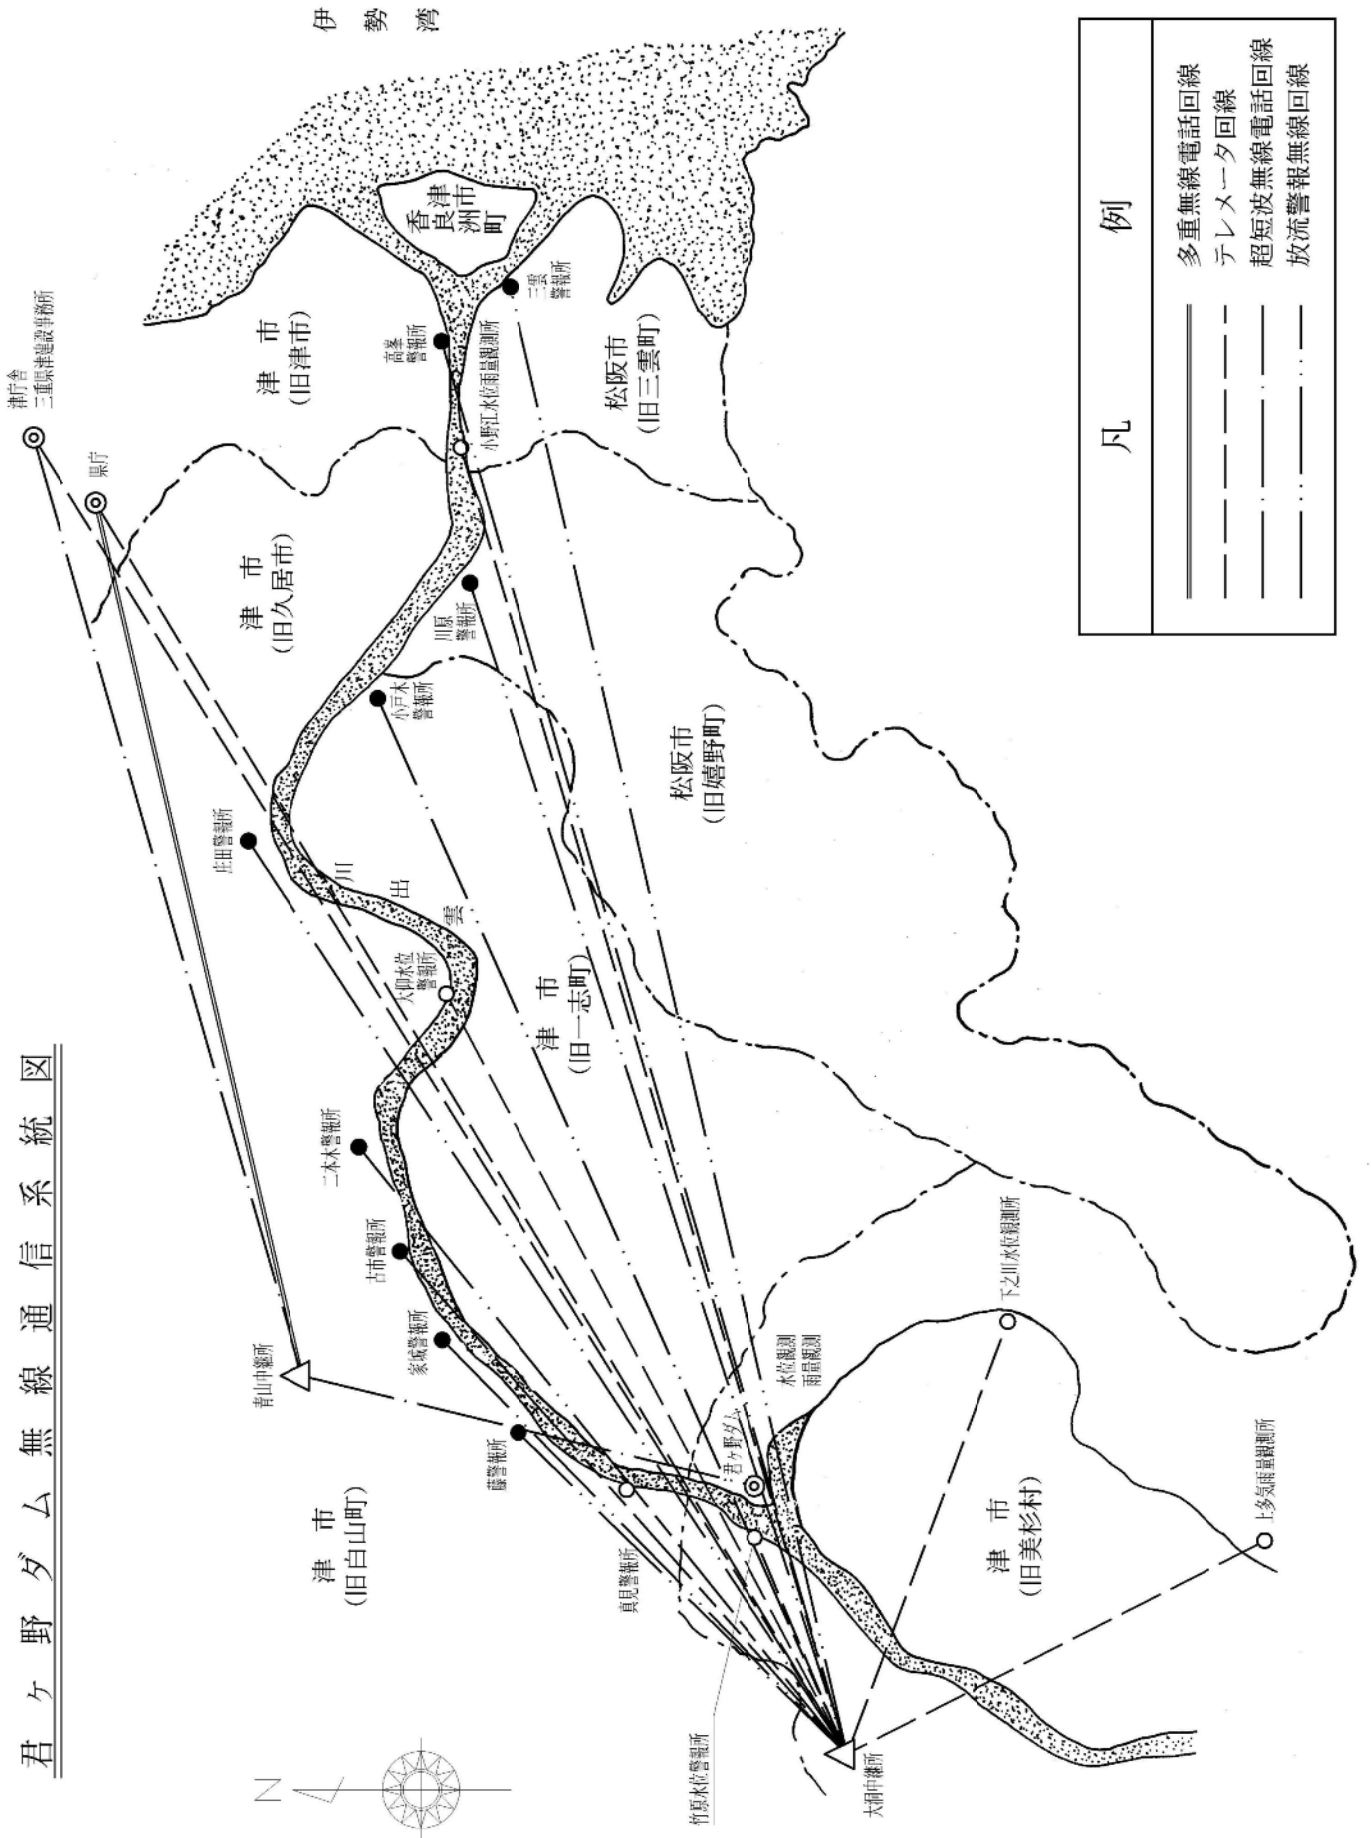 君ヶ野ダム無線通信系統図
N
伊勢湾
津庁舎
三重県津建設事務所
県庁
津市
(旧津市)
香良洲町
津市
高峯
警報所
三雲
警報所
小野江水位雨量観測所
松阪市
(旧三雲町)
津市
(旧久居市)
川原
警報所
小戸木
警報所
庄田警報所
雲出川
大仰水位
警報所
松阪市
(旧嬉野町)
津市
(旧一志町)
二本木警報所
古市警報所
家城警報所
青山中継所
藤警報所
津市
(旧白山町)
真見警報所
君ヶ野ダム
水位観測
雨量観測
下之川水位観測所
津市
(旧美杉村)
上多気雨量観測所
竹原水位警報所
大洞中継所
凡例
多重無線電話回線
テレメータ回線
超短波無線電話回線
放流警報無線回線